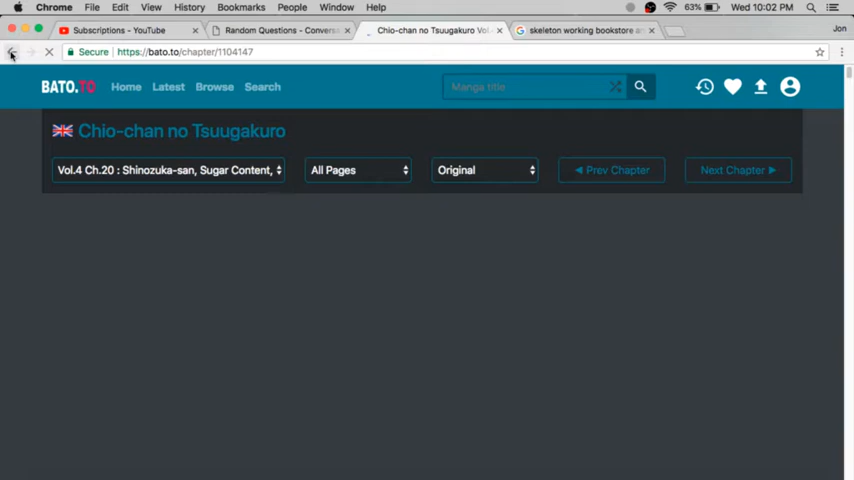 Chrome File Edit View History Bookmarks People Window Help 63% Wed 10:02 PM
Subscriptions - YouTube × Random Questions - Conversa × Chio-chan no Tsuugakuro Vol. × skeleton working bookstore an × Jon
Secure https://bato.to/chapter/1104147
BATO.TO Home Latest Browse Search Manga title
Chio-chan no Tsuugakuro
Vol.4 Ch.20 : Shinozuka-san, Sugar Content, All Pages Original ◀ Prev Chapter Next Chapter ▶